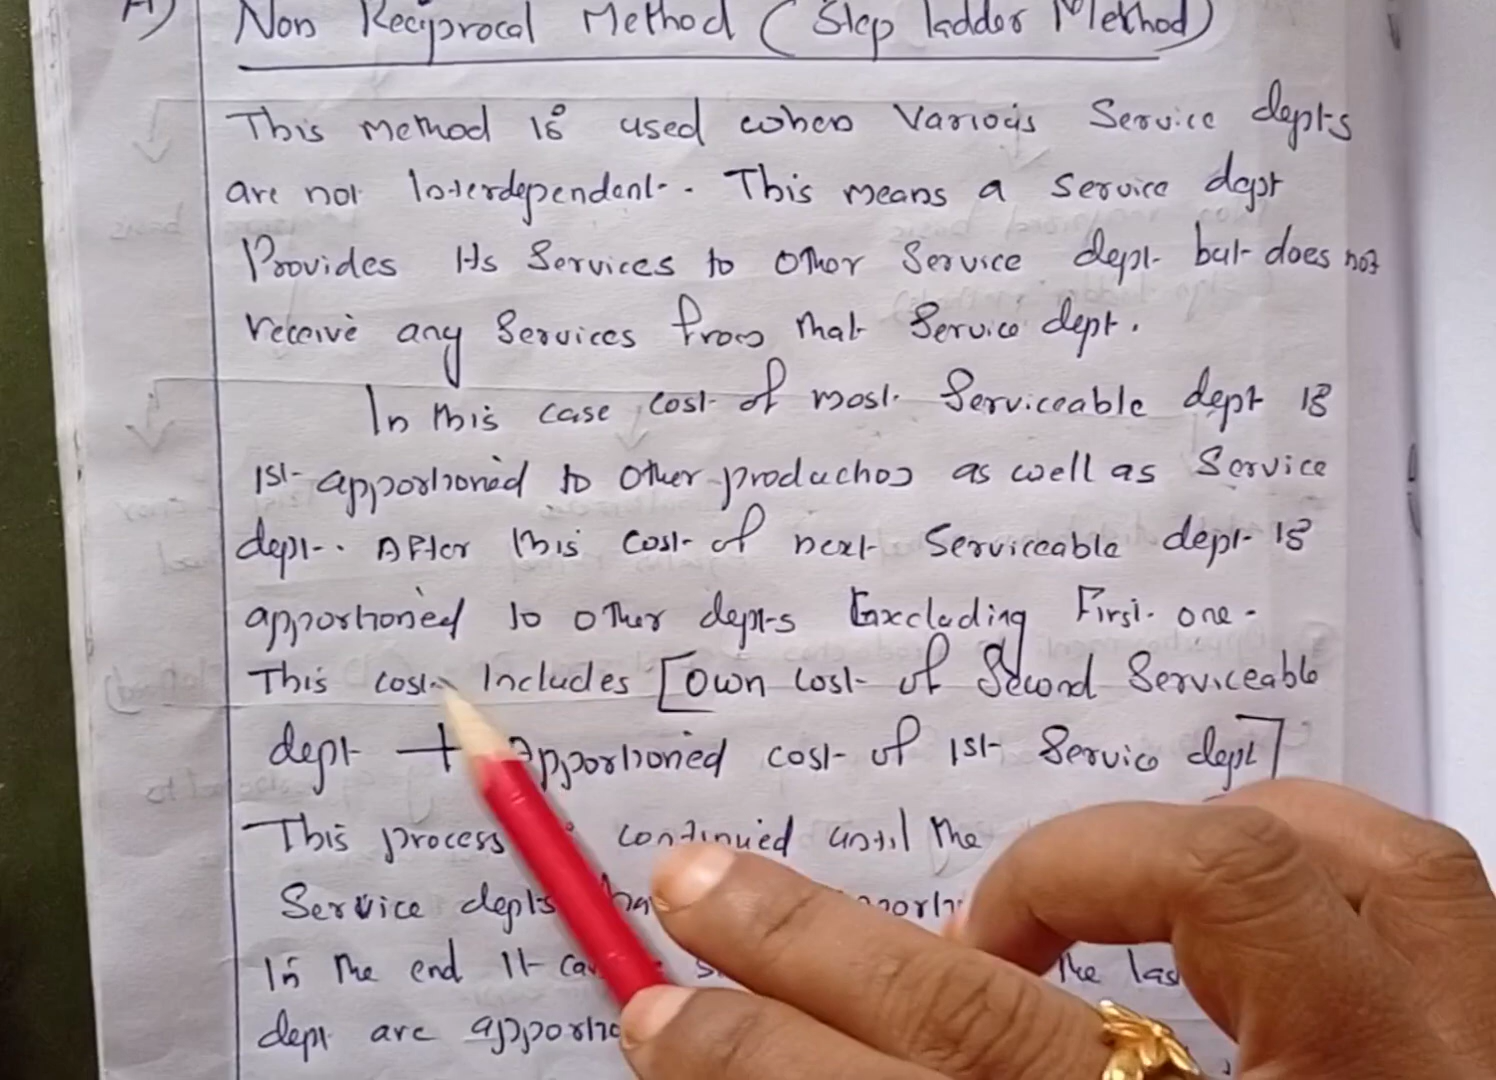 A) Non Reciprocal Method (Step ladder Method)
This method is used when various service depts
are not Interdependent. This means a service dept
Provides its Services to other service dept but does not
receive any services from that service dept.
In this case cost of most Serviceable dept is
1st apportioned to other production as well as Service
dept. After this cost of next Serviceable dept is
apportioned to other depts Excluding First one.
This cost Includes [Own cost of Second Serviceable
dept + Apportioned cost of 1st Service dept]
This process continued until the
Service depts
In the end It the
dept are